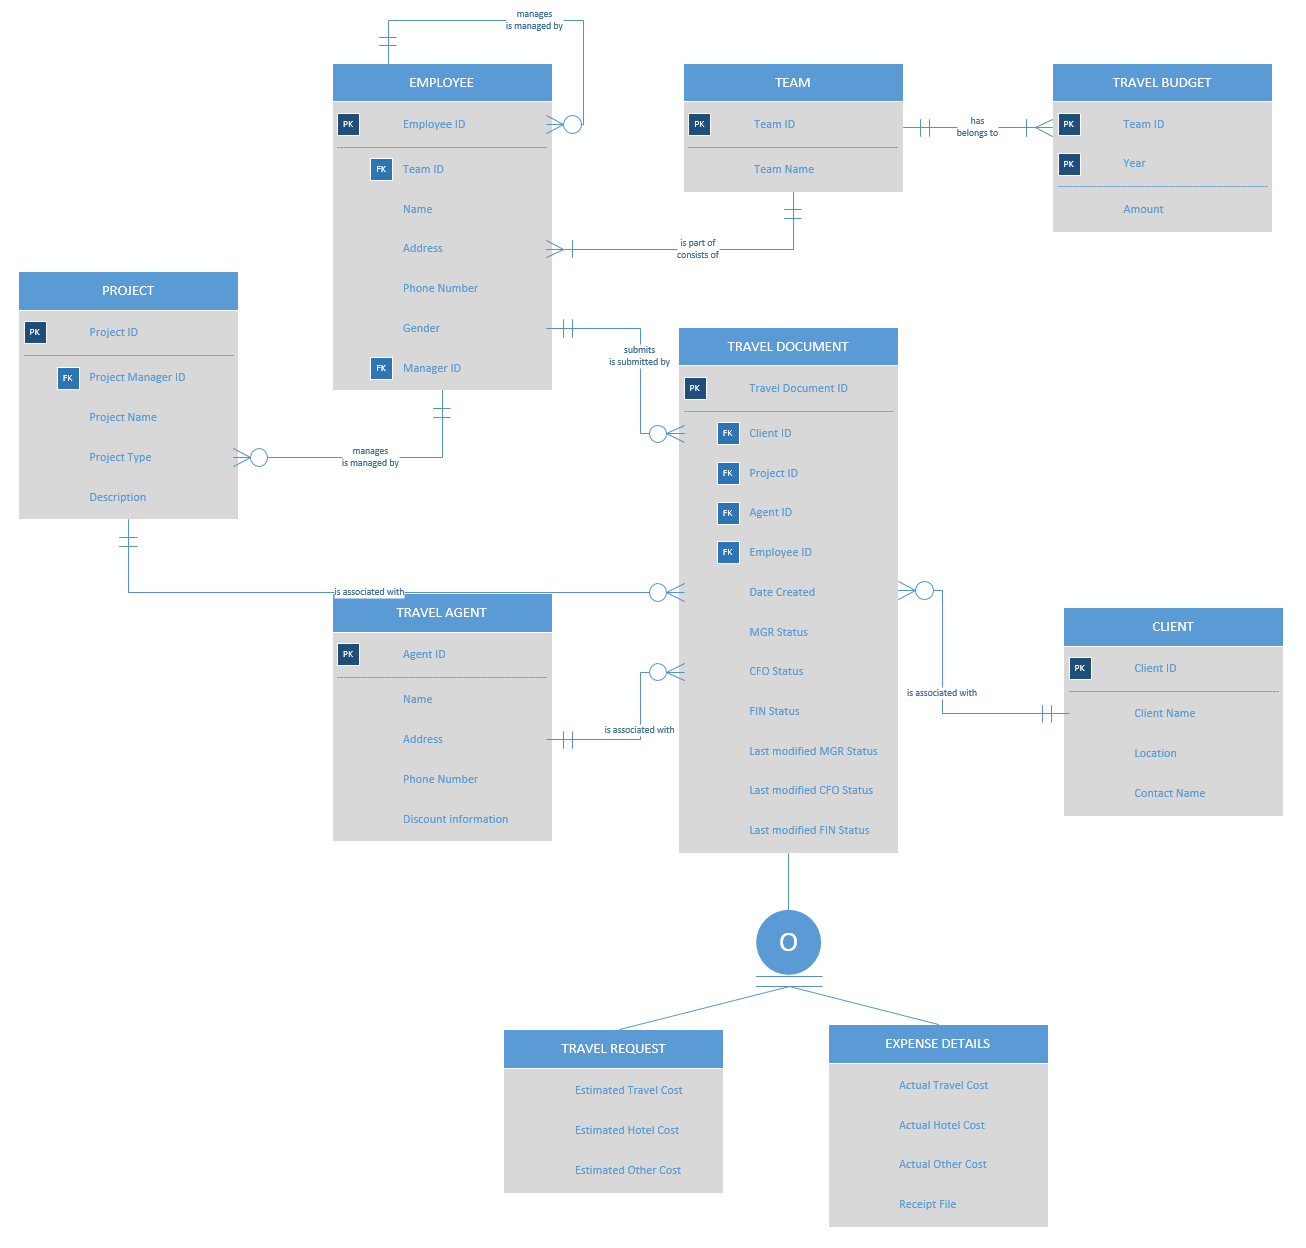 manages
is managed by
EMPLOYEE
PK Employee ID
FK Team ID
Name
Address
Phone Number
Gender
FK Manager ID
TEAM
PK Team ID
Team Name
has
belongs to
TRAVEL BUDGET
PK Team ID
PK Year
Amount
is part of
consists of
PROJECT
PK Project ID
FK Project Manager ID
Project Name
Project Type
Description
manages
is managed by
submits
is submitted by
TRAVEL DOCUMENT
PK Travel Document ID
FK Client ID
FK Project ID
FK Agent ID
FK Employee ID
Date Created
MGR Status
CFO Status
FIN Status
Last modified MGR Status
Last modified CFO Status
Last modified FIN Status
is associated with
TRAVEL AGENT
PK Agent ID
Name
Address
Phone Number
Discount information
is associated with
is associated with
CLIENT
PK Client ID
Client Name
Location
Contact Name
O
TRAVEL REQUEST
Estimated Travel Cost
Estimated Hotel Cost
Estimated Other Cost
EXPENSE DETAILS
Actual Travel Cost
Actual Hotel Cost
Actual Other Cost
Receipt File